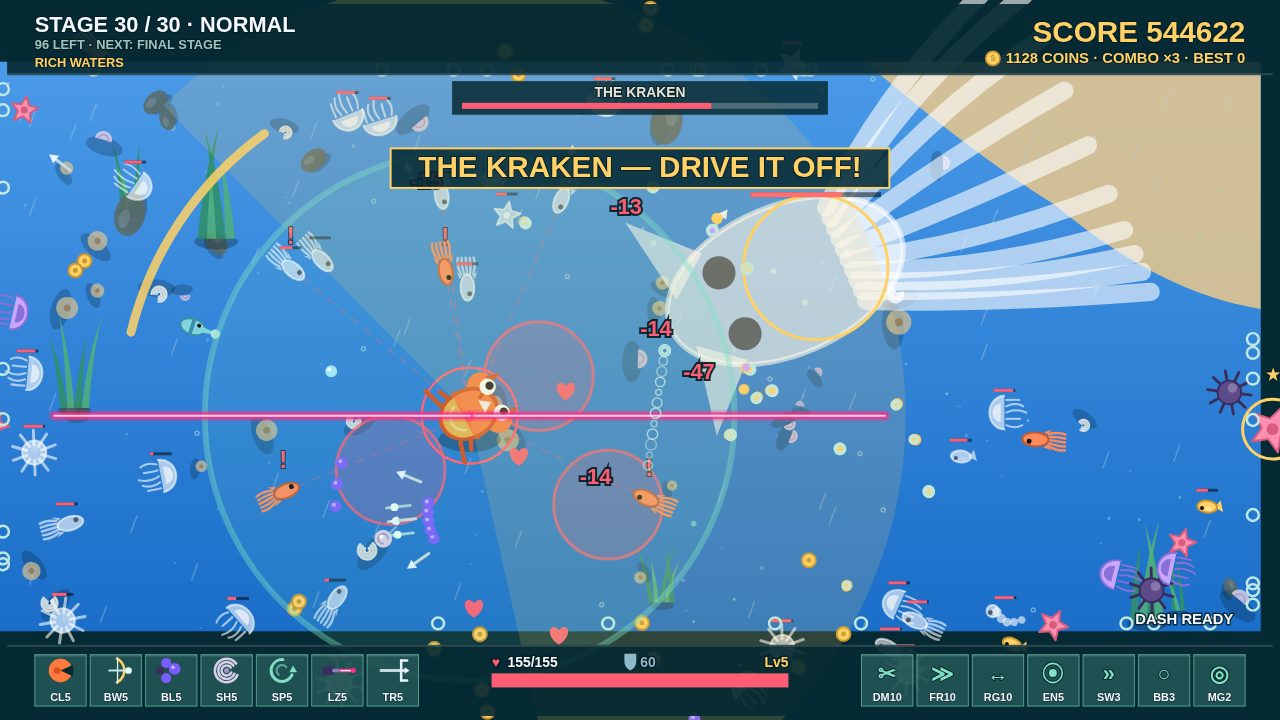 STAGE 30 / 30 · NORMAL
96 LEFT · NEXT: FINAL STAGE
RICH WATERS
SCORE 544622
1128 COINS · COMBO ×3 · BEST 0
THE KRAKEN
THE KRAKEN — DRIVE IT OFF!
-13
!
!
-14
-47
!
-14
DASH READY
♥ 155/155
60
Lv5
CL5
BW5
BL5
SH5
SP5
LZ5
TR5
DM10
FR10
RG10
EN5
SW3
BB3
MG2